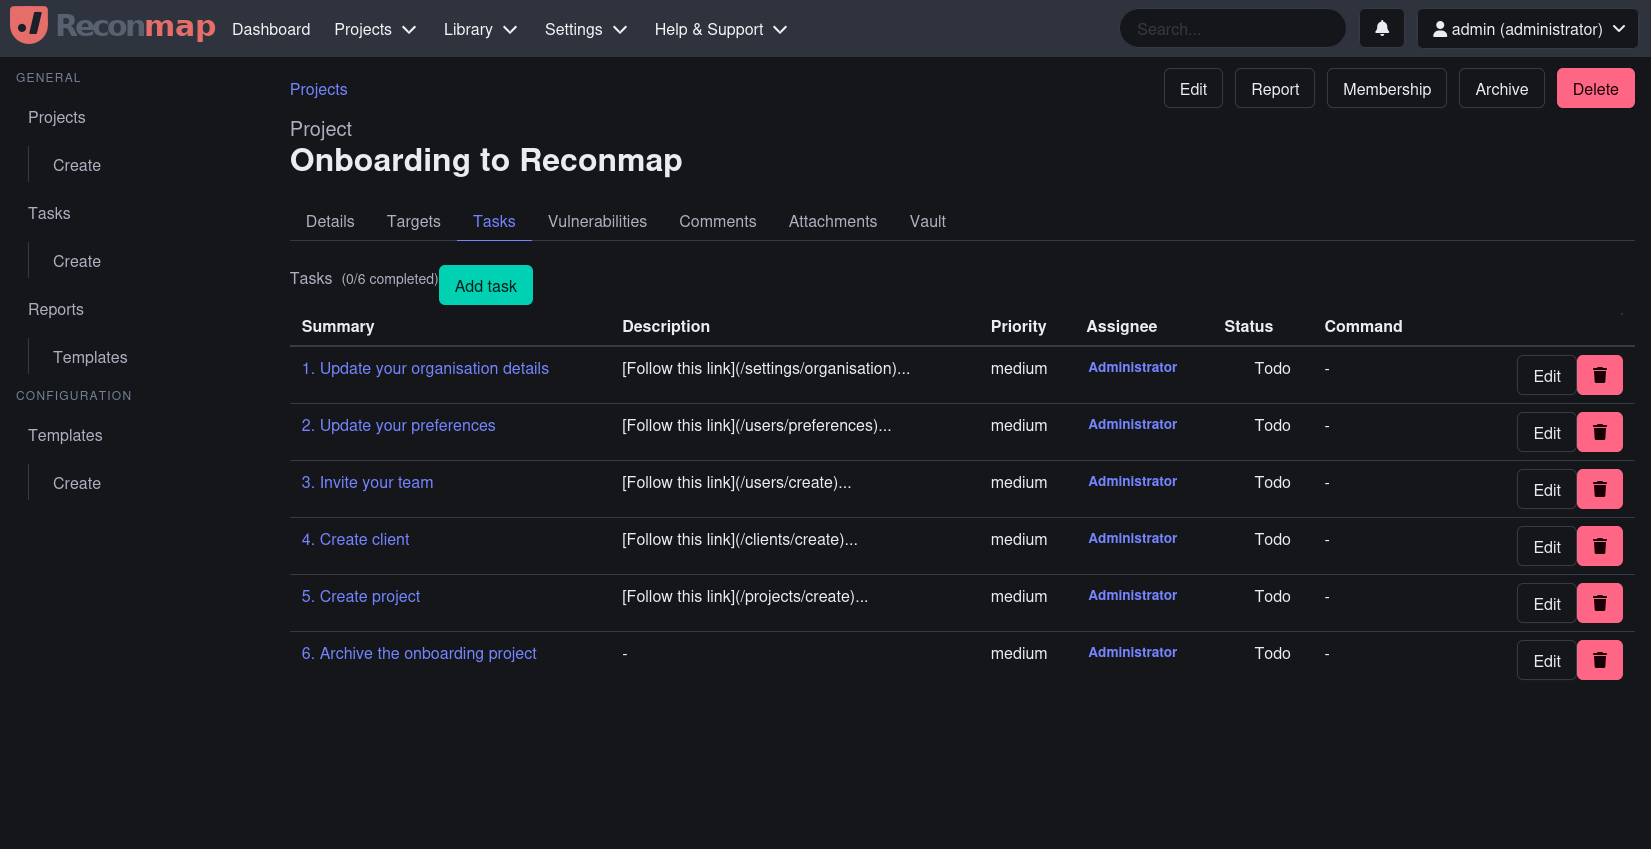 Reconmap Dashboard Projects Library Settings Help & Support Search... admin (administrator)
GENERAL
Projects
Create
Tasks
Create
Reports
Templates
CONFIGURATION
Templates
Create
Projects Edit Report Membership Archive Delete
Project
Onboarding to Reconmap
Details Targets Tasks Vulnerabilities Comments Attachments Vault
Tasks (0/6 completed) Add task
Summary Description Priority Assignee Status Command
1. Update your organisation details [Follow this link](/settings/organisation)... medium Administrator Todo - Edit
2. Update your preferences [Follow this link](/users/preferences)... medium Administrator Todo - Edit
3. Invite your team [Follow this link](/users/create)... medium Administrator Todo - Edit
4. Create client [Follow this link](/clients/create)... medium Administrator Todo - Edit
5. Create project [Follow this link](/projects/create)... medium Administrator Todo - Edit
6. Archive the onboarding project - medium Administrator Todo - Edit